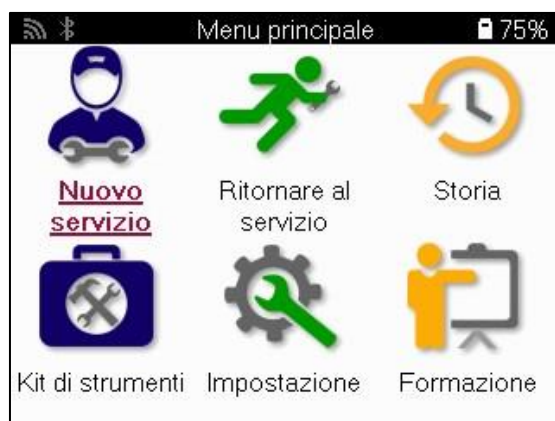 Menu principale 75%
Nuovo servizio
Ritornare al servizio
Storia
Kit di strumenti
Impostazione
Formazione